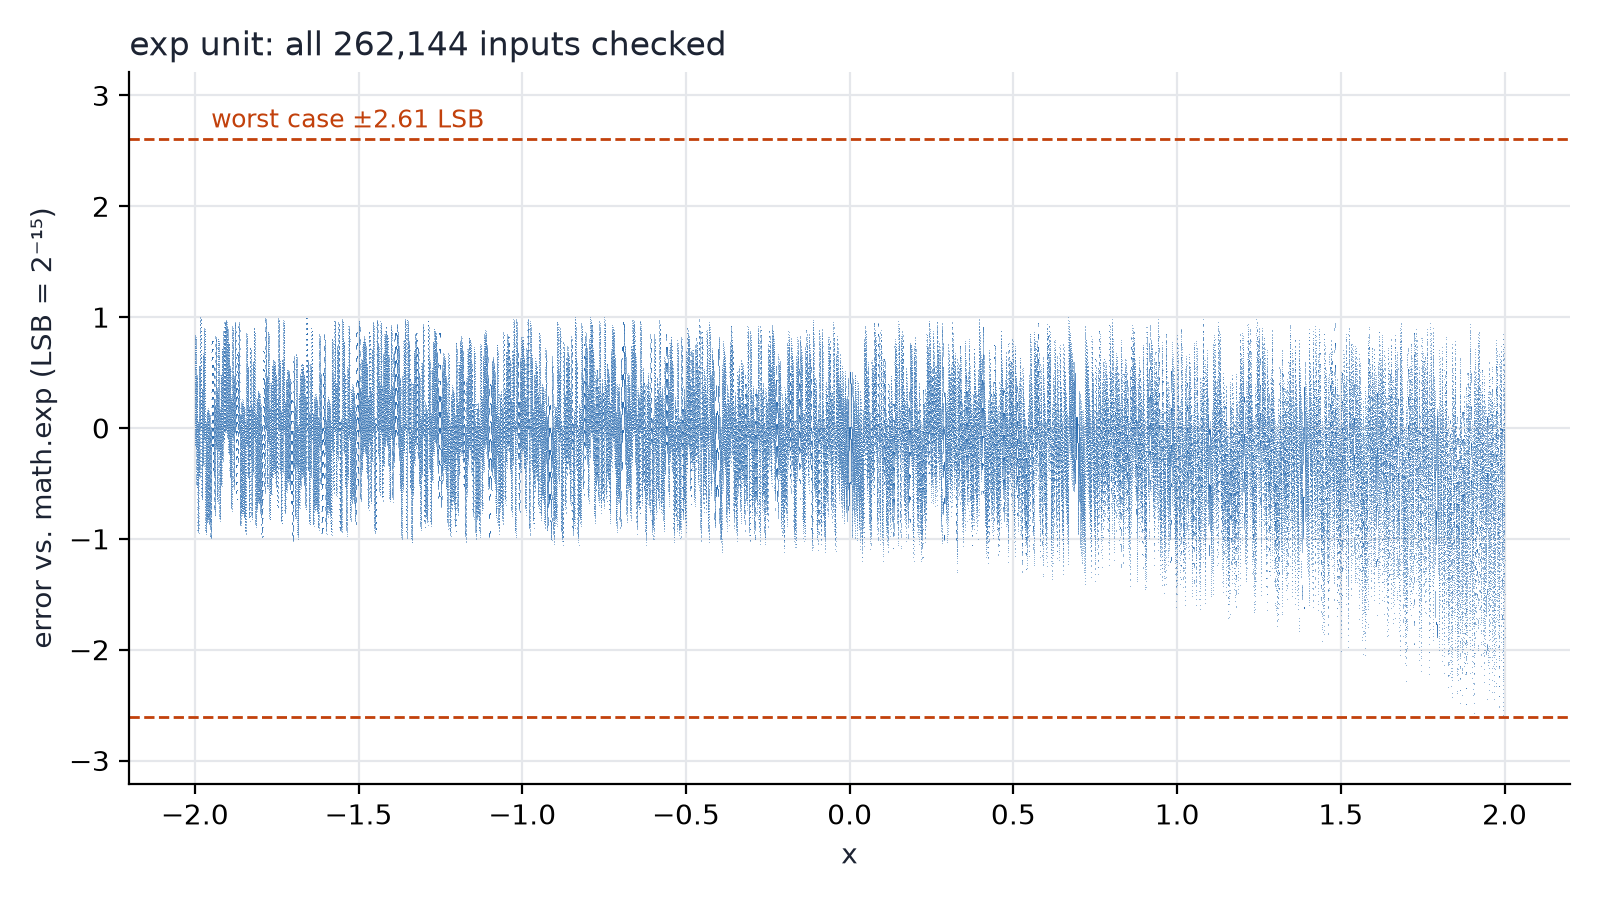 exp unit: all 262,144 inputs checked
worst case ±2.61 LSB
error vs. math.exp (LSB = 2⁻¹⁵)
3
2
1
0
−1
−2
−3
−2.0 −1.5 −1.0 −0.5 0.0 0.5 1.0 1.5 2.0
x